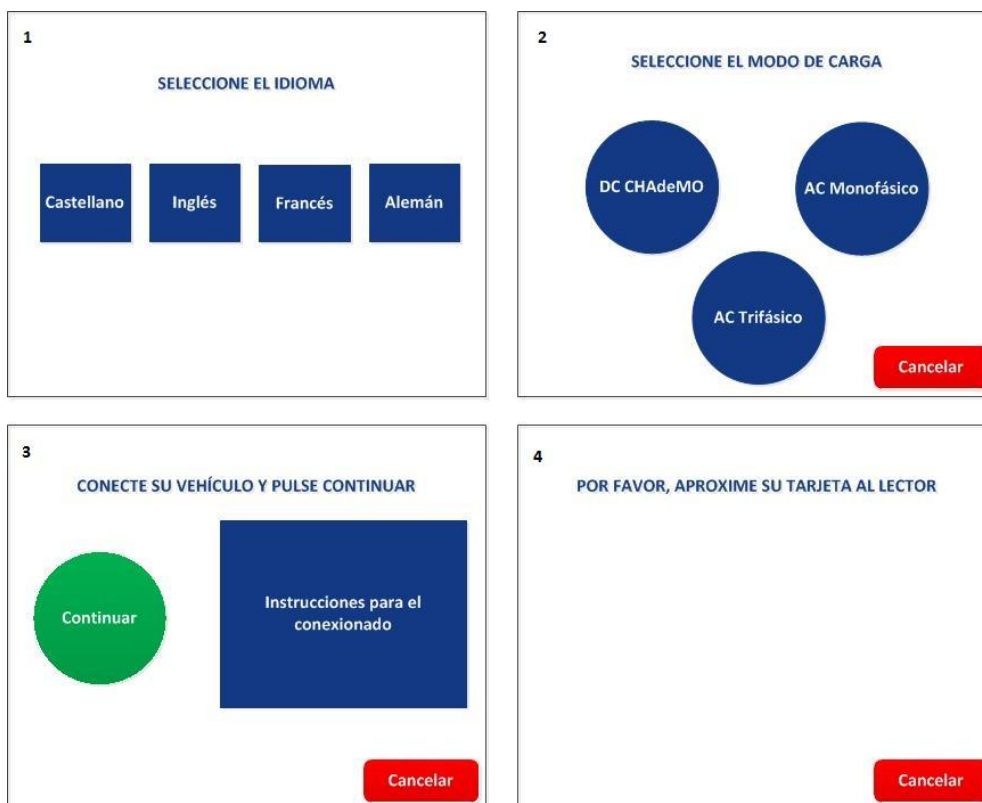 1
SELECCIONE EL IDIOMA
Castellano
Inglés
Francés
Alemán
2
SELECCIONE EL MODO DE CARGA
DC CHAdeMO
AC Monofásico
AC Trifásico
Cancelar
3
CONECTE SU VEHÍCULO Y PULSE CONTINUAR
Continuar
Instrucciones para el
conexionado
Cancelar
4
POR FAVOR, APROXIME SU TARJETA AL LECTOR
Cancelar